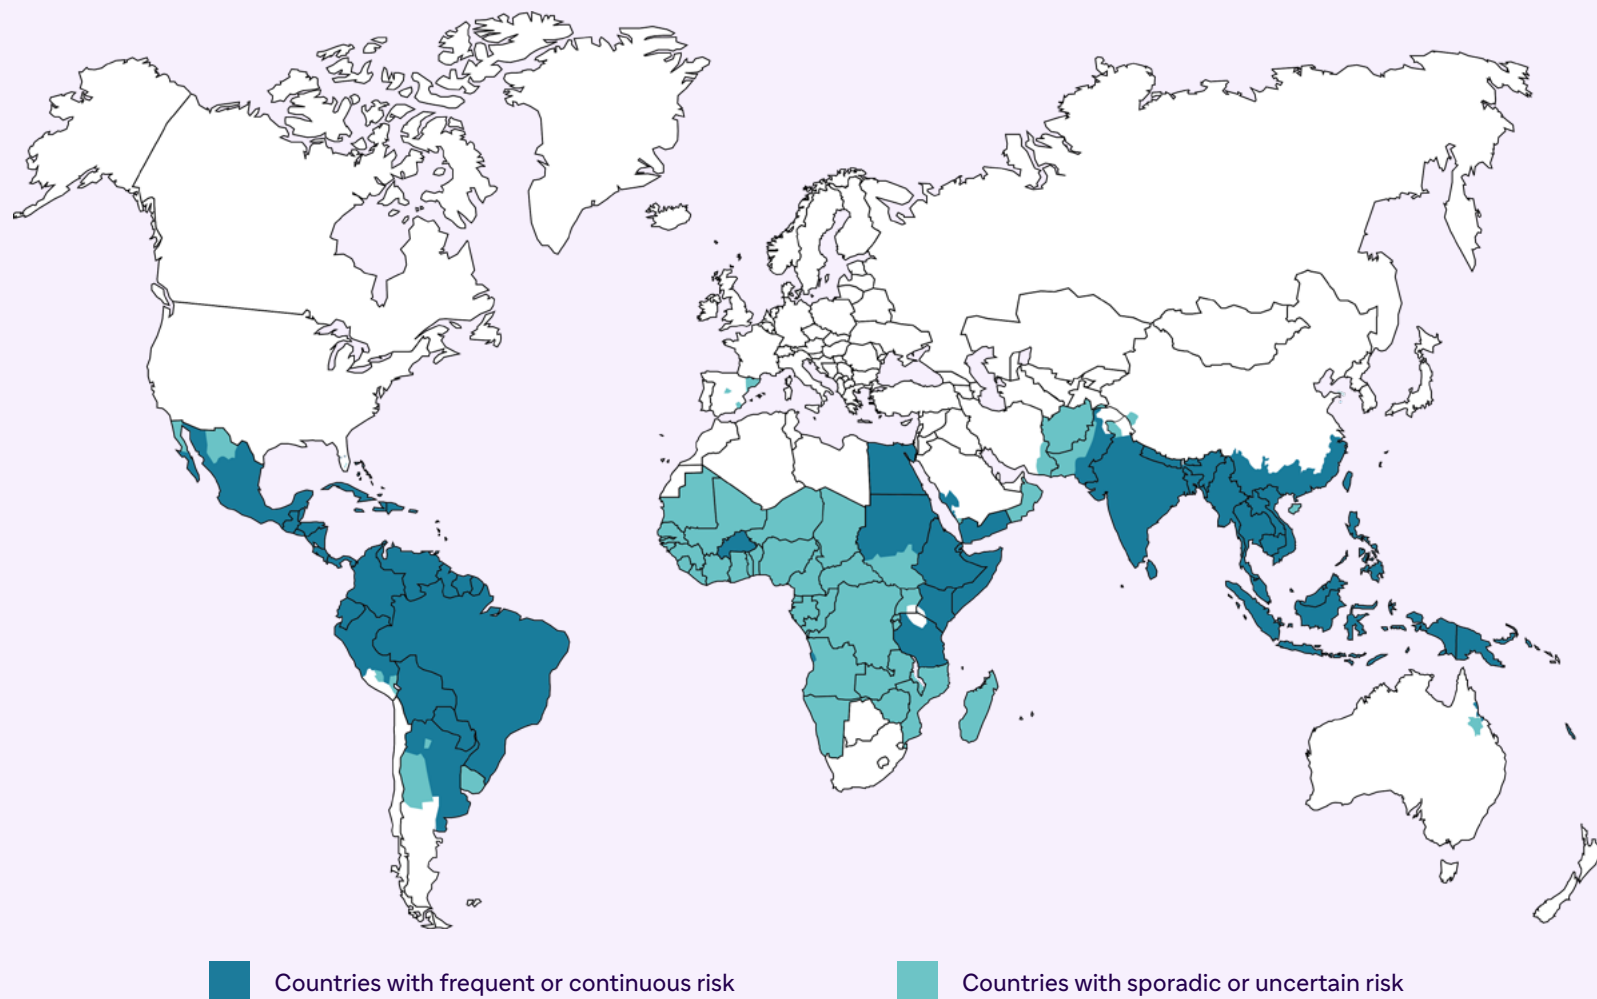 Countries with frequent or continuous risk
Countries with sporadic or uncertain risk